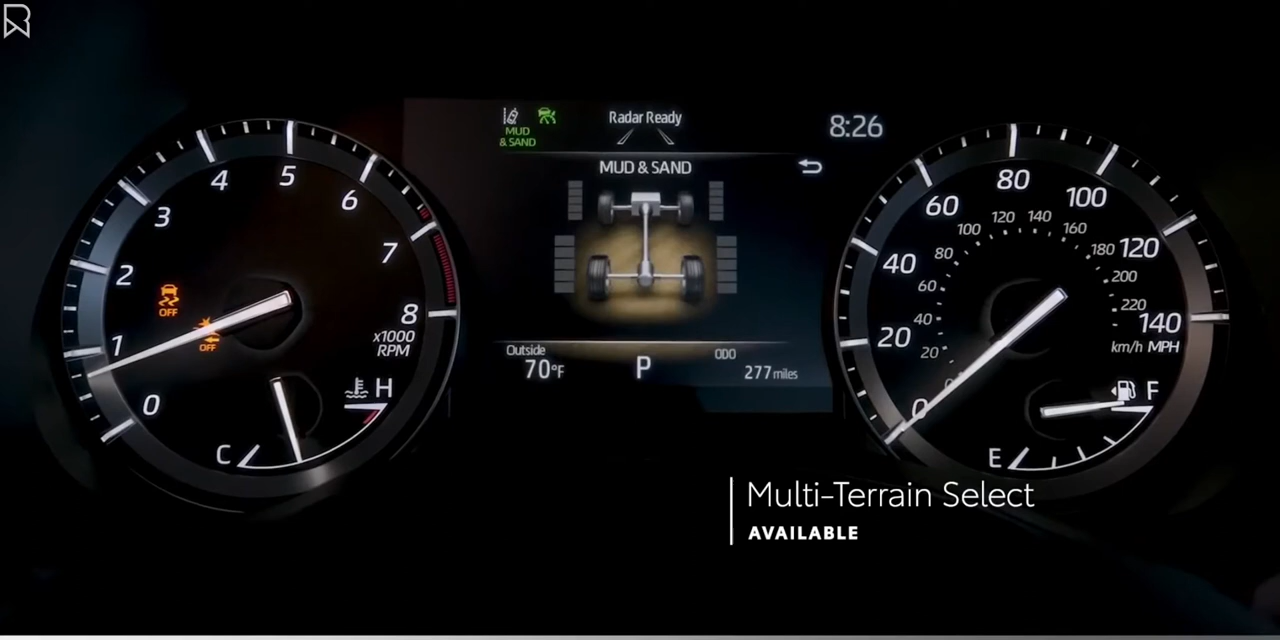 MUD
& SAND
Radar Ready
8:26
MUD & SAND
0
1
2
3
4
5
6
7
8
x1000
RPM
OFF
OFF
C
H
Outside
70°F
P
ODO
277 miles
0
20
40
60
80
100
120
140
km/h MPH
0
20
40
60
80
100
120
140
160
180
200
220
E
F
Multi-Terrain Select
AVAILABLE